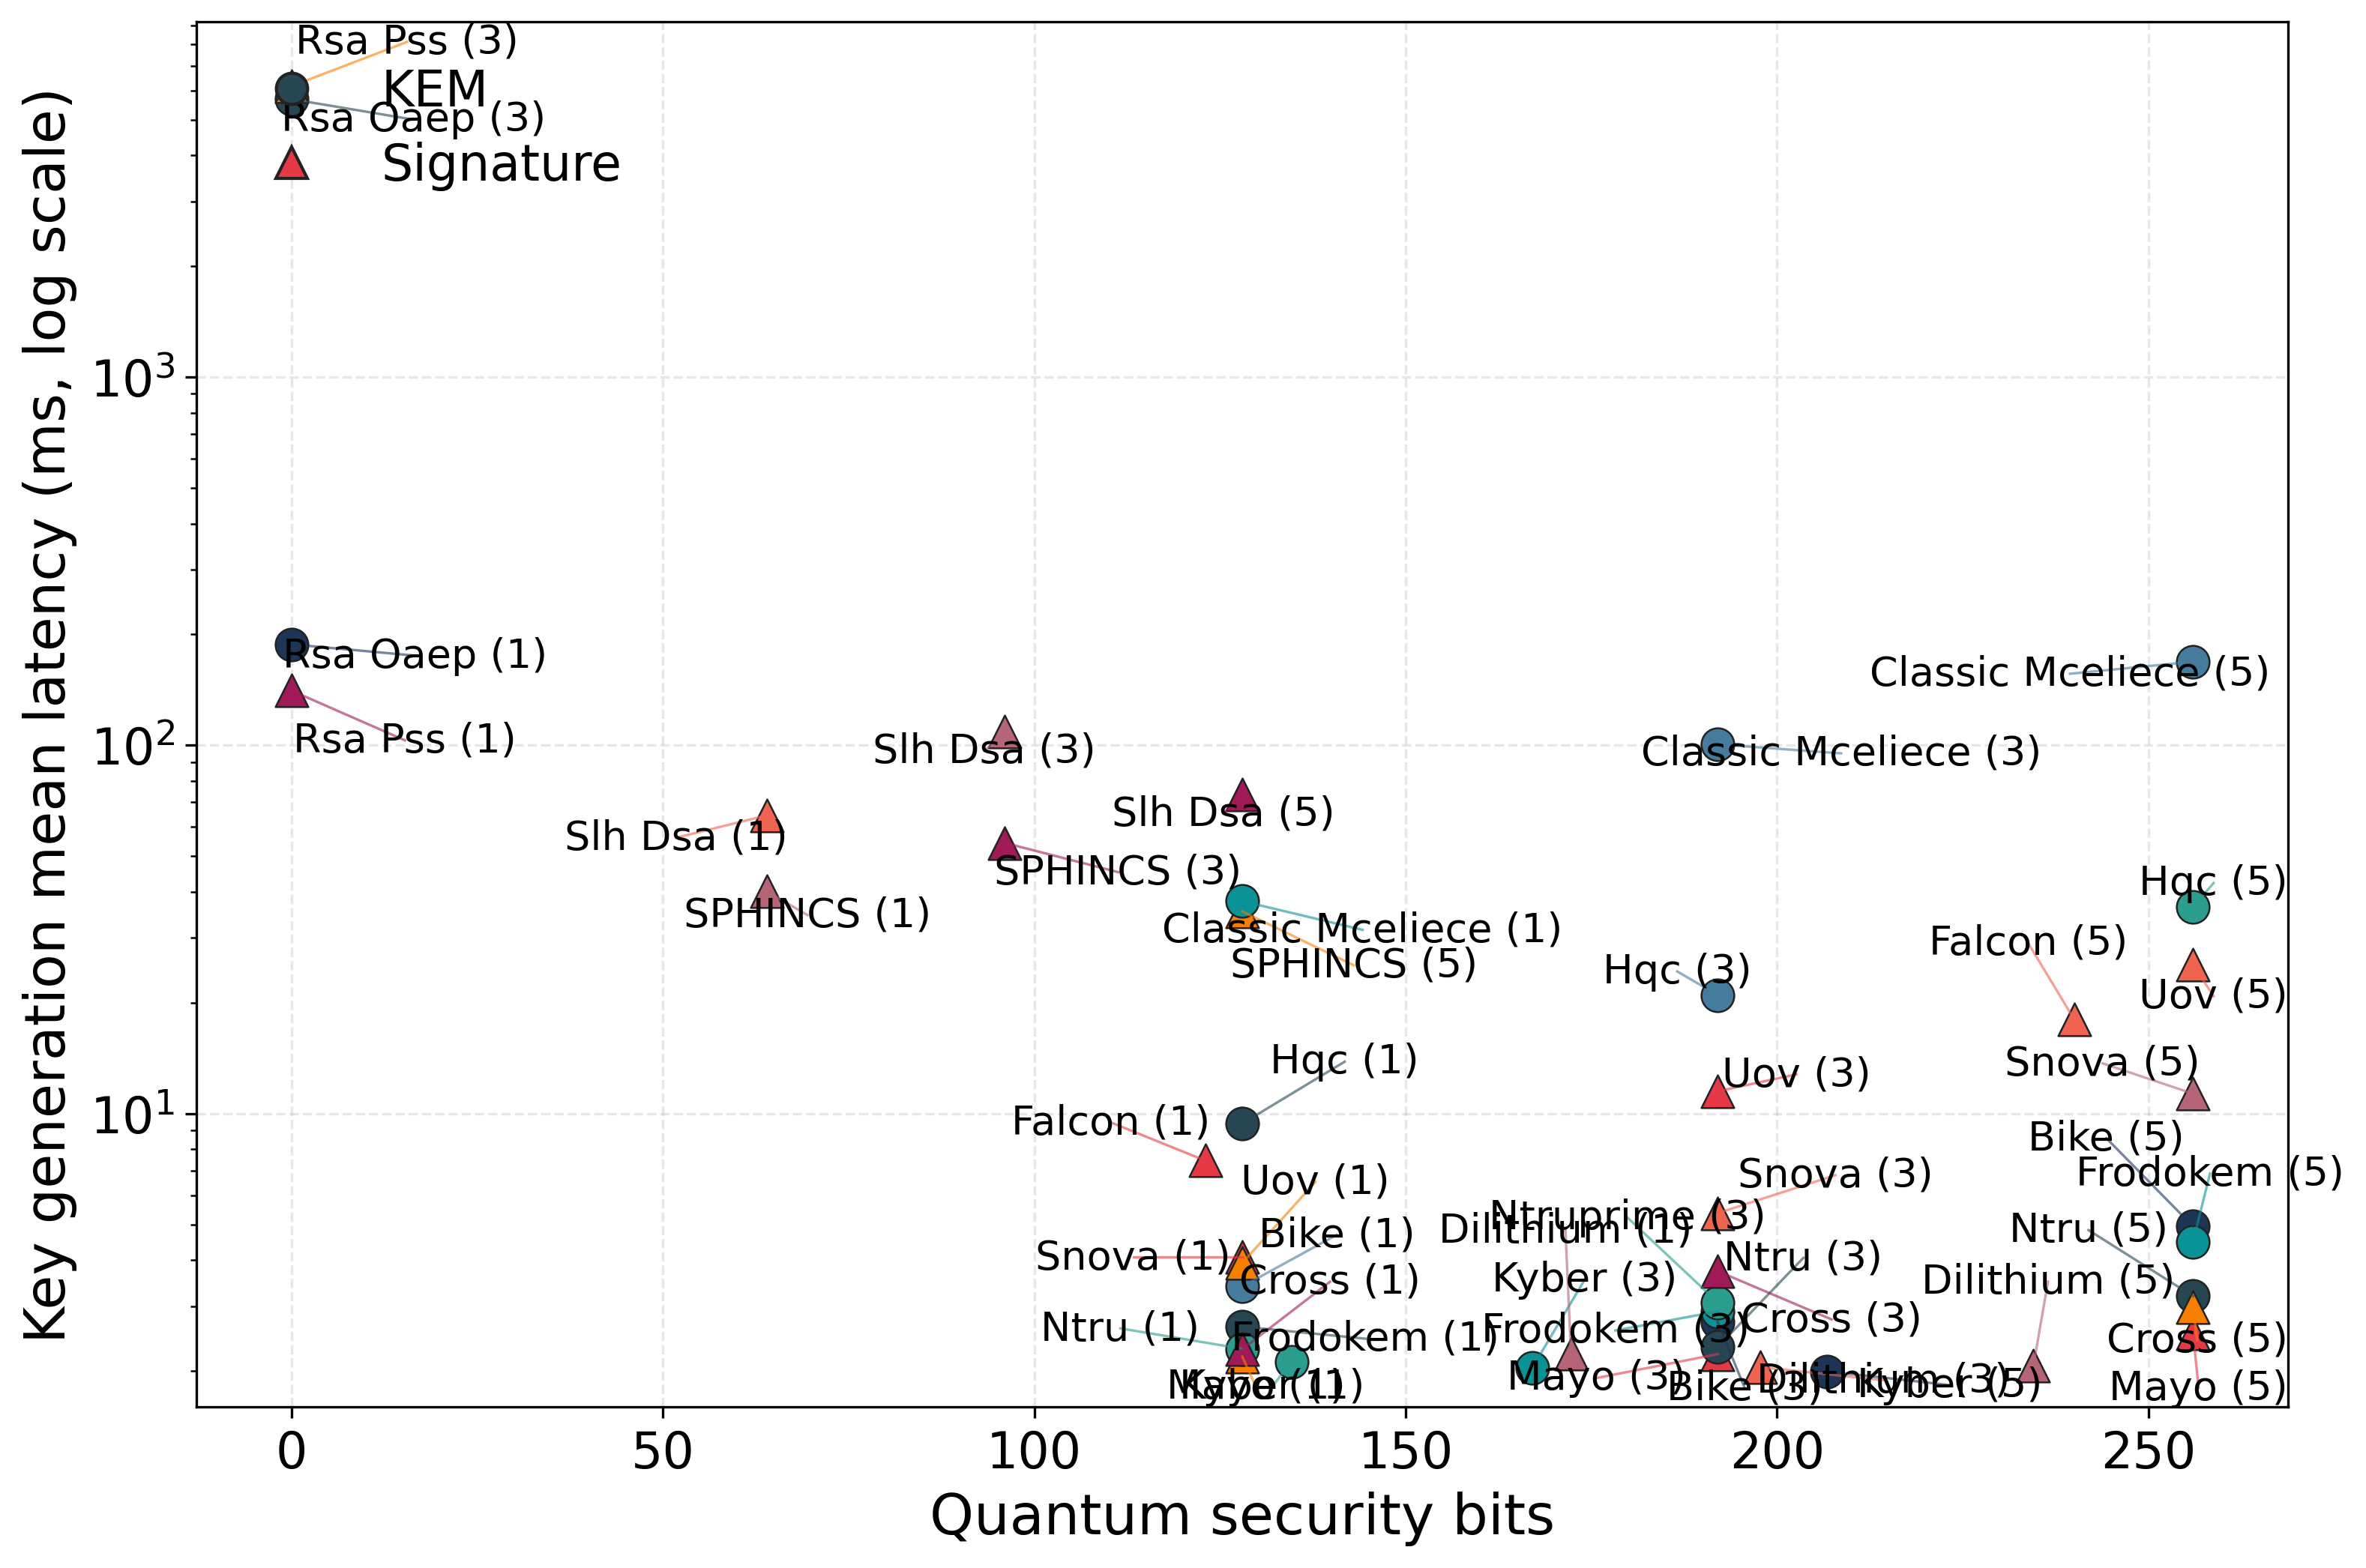 Key generation mean latency (ms, log scale)
Rsa Pss (3)
KEM
Rsa Oaep (3)
Signature
10³
Rsa Oaep (1)
Classic Mceliece (5)
Rsa Pss (1)
10²
Slh Dsa (3)
Classic Mceliece (3)
Slh Dsa (5)
Slh Dsa (1)
SPHINCS (3)
Hqc (5)
SPHINCS (1)
Classic Mceliece (1)
Falcon (5)
SPHINCS (5)
Hqc (3)
Uov (5)
Hqc (1)
Snova (5)
Uov (3)
10¹
Falcon (1)
Bike (5)
Uov (1)
Snova (3)
Frodokem (5)
Ntruprime (3)
Dilithium (1)
Bike (1)
Ntru (5)
Snova (1)
Ntru (3)
Cross (1)
Kyber (3)
Dilithium (5)
Ntru (1)
Frodokem (1)
Frodokem (3)
Cross (3)
Cross (5)
Mayo (1)
Kyber (1)
Mayo (3)
Bike (3)
Dilithium (3)
Kyber (5)
Mayo (5)
0
50
100
150
200
250
Quantum security bits